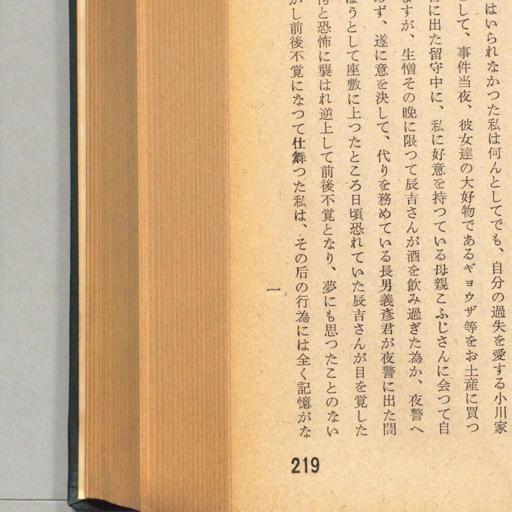 はいられなかつた私は何んとしてでも、自分の過失を愛する小川家
して、事件当夜、彼女達の大好物であるギョウザ等をお土産に買つ
に出た留守中に、私に好意を持つている母親こふじさんに会つて自
ますが、生憎その晩に限つて辰吉さんが酒を飲み過ぎた為か、夜警へ
ず、遂に意を決して、代りを務めている長男義彦君が夜警に出た間
ほうとして座敷に上つたところ日頃恐れていた辰吉さんが目を覚した
と恐怖に襲はれ逆上して前後不覚となり、夢にも思つたことのない
し前後不覚になつて仕舞つた私は、その后の行為には全く記憶がな
一
219